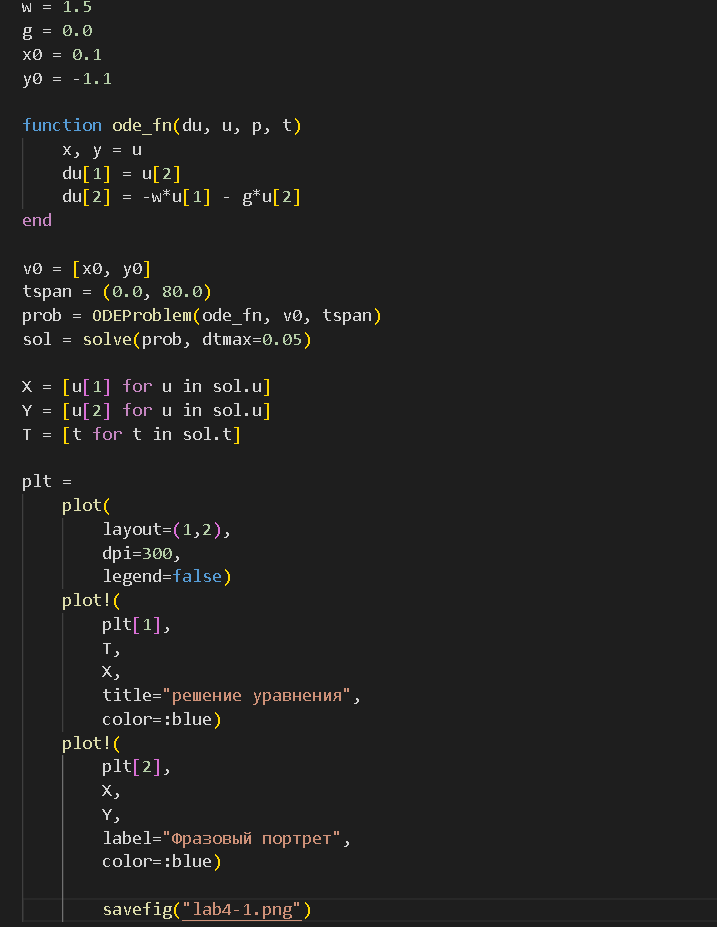 w = 1.5
g = 0.0
x0 = 0.1
y0 = -1.1
function ode_fn(du, u, p, t)
x, y = u
du[1] = u[2]
du[2] = -w*u[1] - g*u[2]
end
v0 = [x0, y0]
tspan = (0.0, 80.0)
prob = ODEProblem(ode_fn, v0, tspan)
sol = solve(prob, dtmax=0.05)
X = [u[1] for u in sol.u]
Y = [u[2] for u in sol.u]
T = [t for t in sol.t]
plt =
plot(
layout=(1,2),
dpi=300,
legend=false)
plot!(
plt[1],
T,
X,
title="решение уравнения",
color=:blue)
plot!(
plt[2],
X,
Y,
label="Фразовый портрет",
color=:blue)
savefig("lab4-1.png")